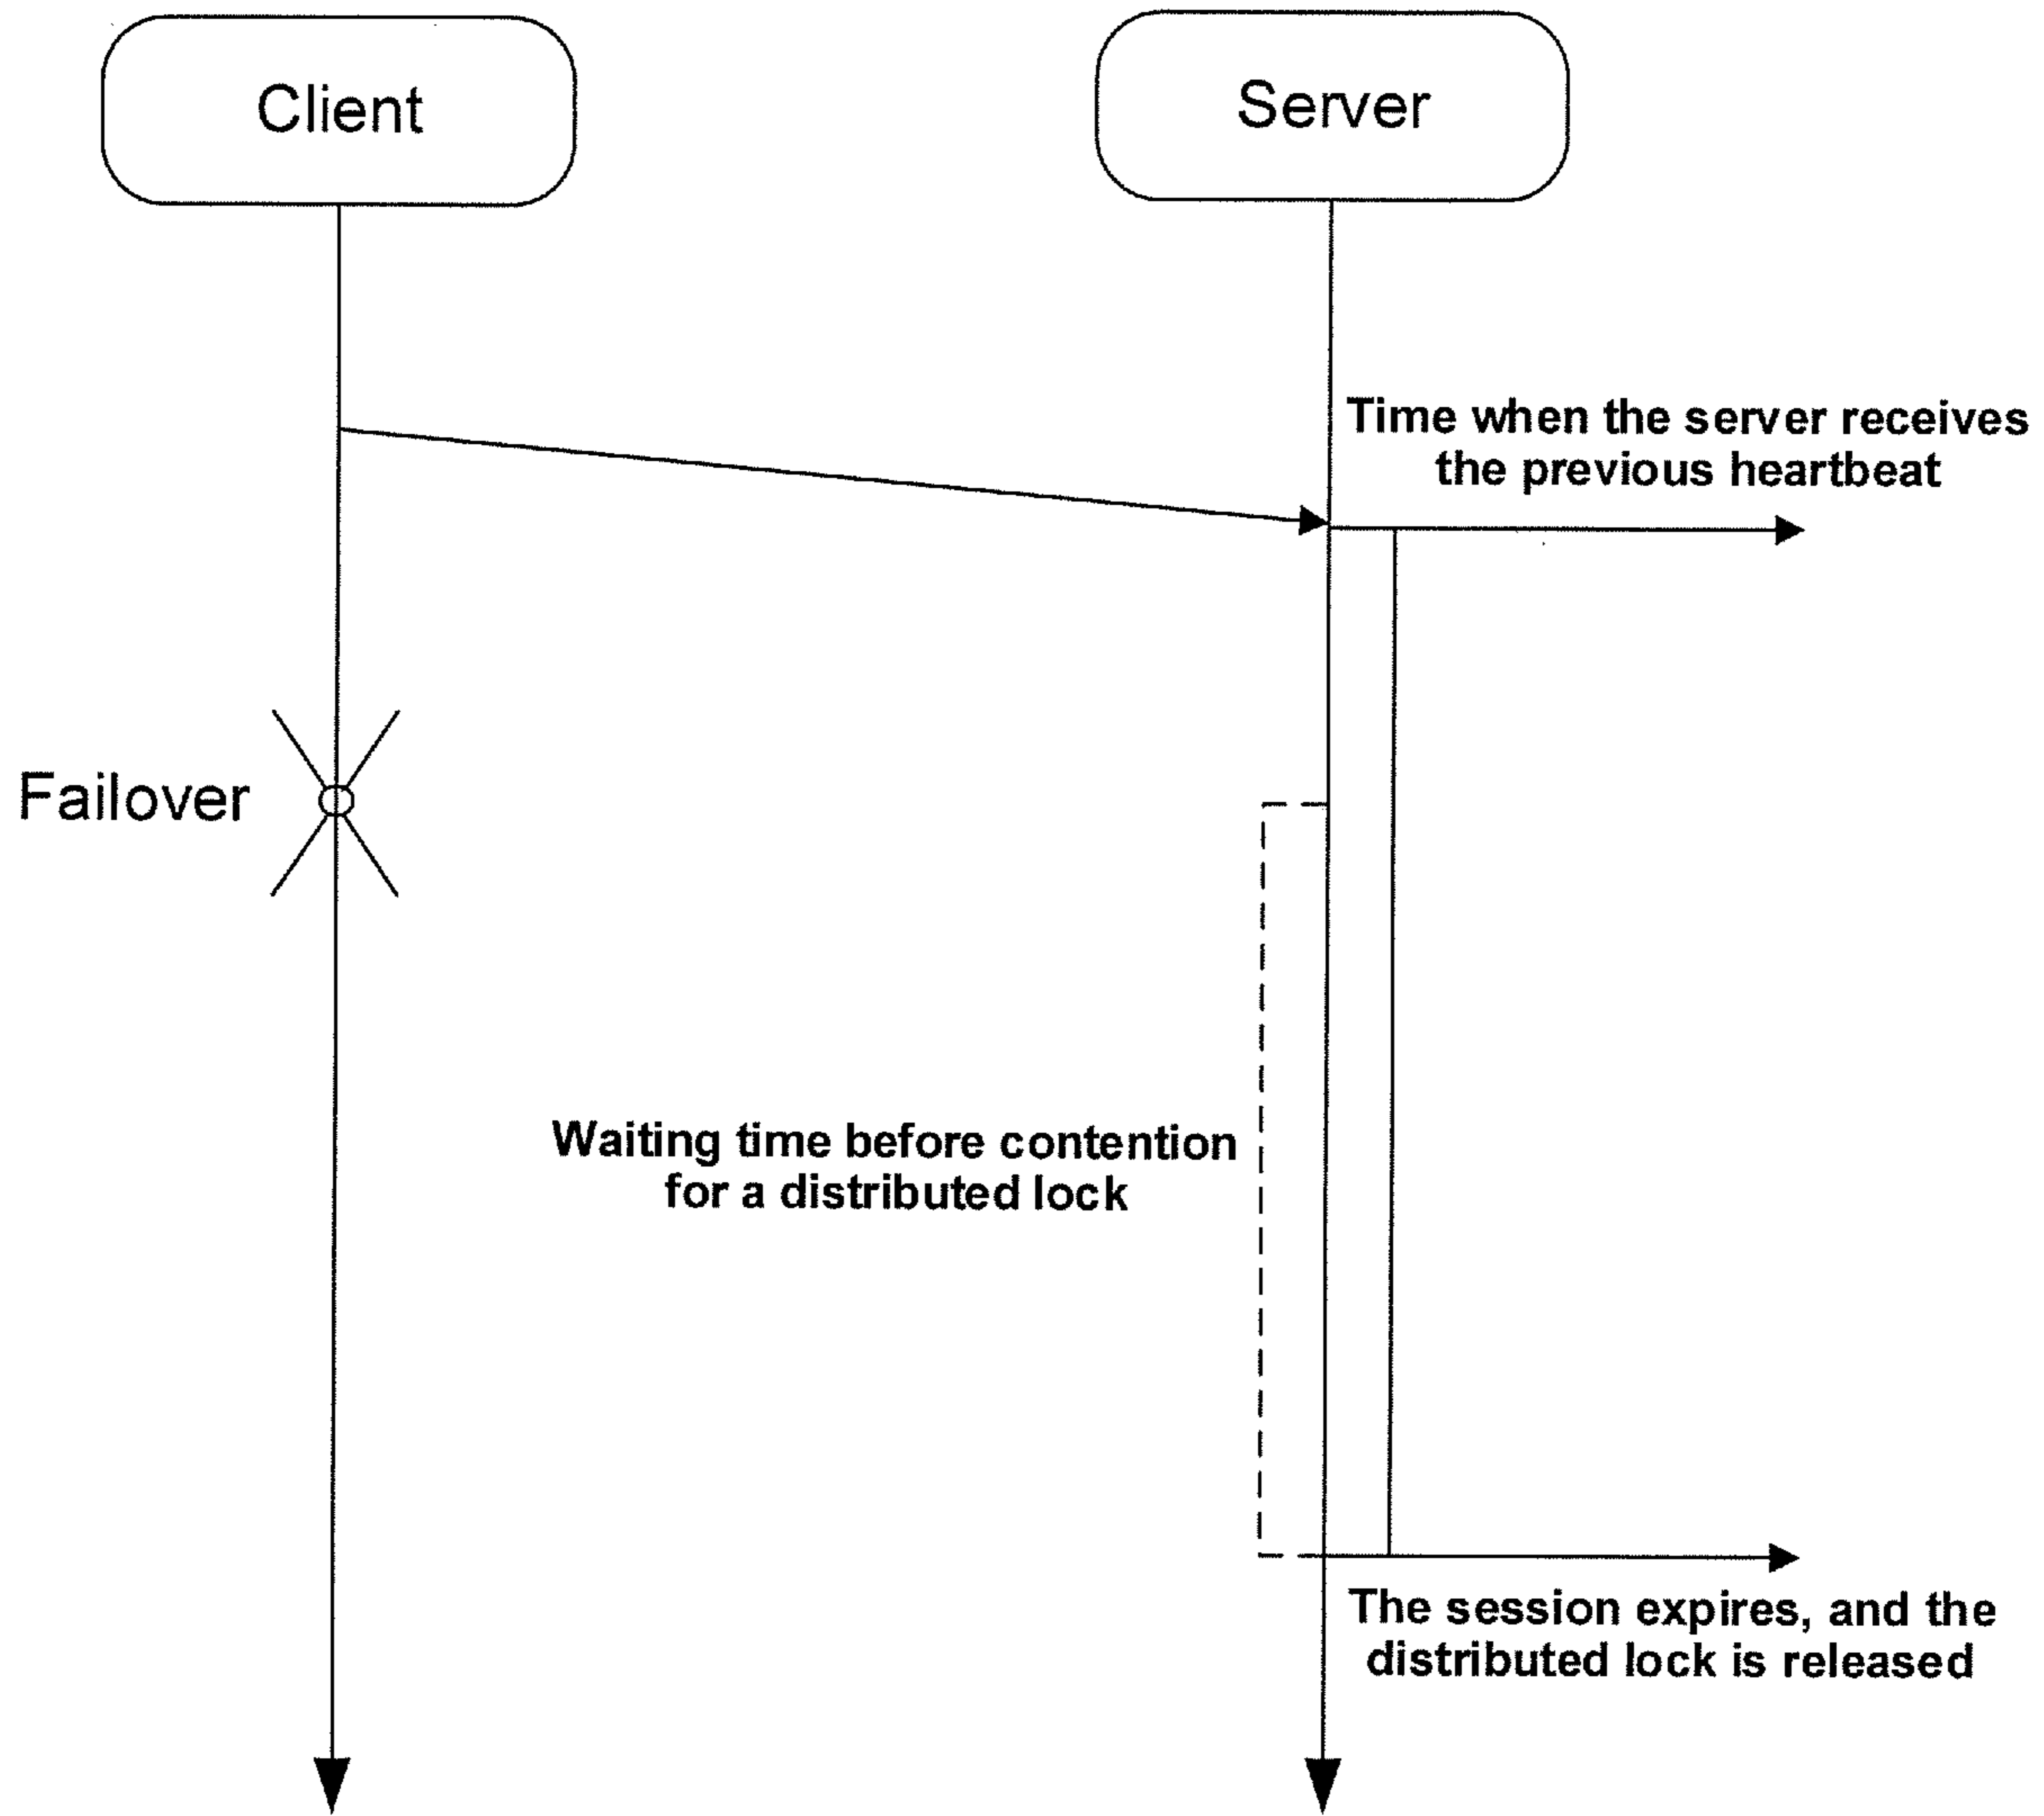 Client
Server
Time when the server receives
the previous heartbeat
Failover
Waiting time before contention
for a distributed lock
The session expires, and the
distributed lock is released